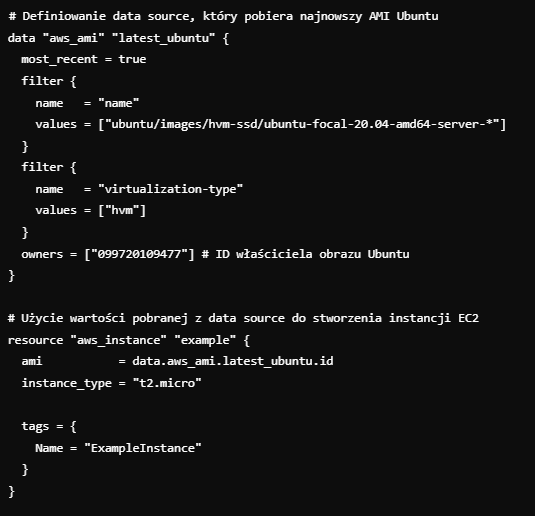 # Definiowanie data source, który pobiera najnowszy AMI Ubuntu
data "aws_ami" "latest_ubuntu" {
  most_recent = true
  filter {
    name   = "name"
    values = ["ubuntu/images/hvm-ssd/ubuntu-focal-20.04-amd64-server-*"]
  }
  filter {
    name   = "virtualization-type"
    values = ["hvm"]
  }
  owners = ["099720109477"] # ID właściciela obrazu Ubuntu
}

# Użycie wartości pobranej z data source do stworzenia instancji EC2
resource "aws_instance" "example" {
  ami           = data.aws_ami.latest_ubuntu.id
  instance_type = "t2.micro"

  tags = {
    Name = "ExampleInstance"
  }
}